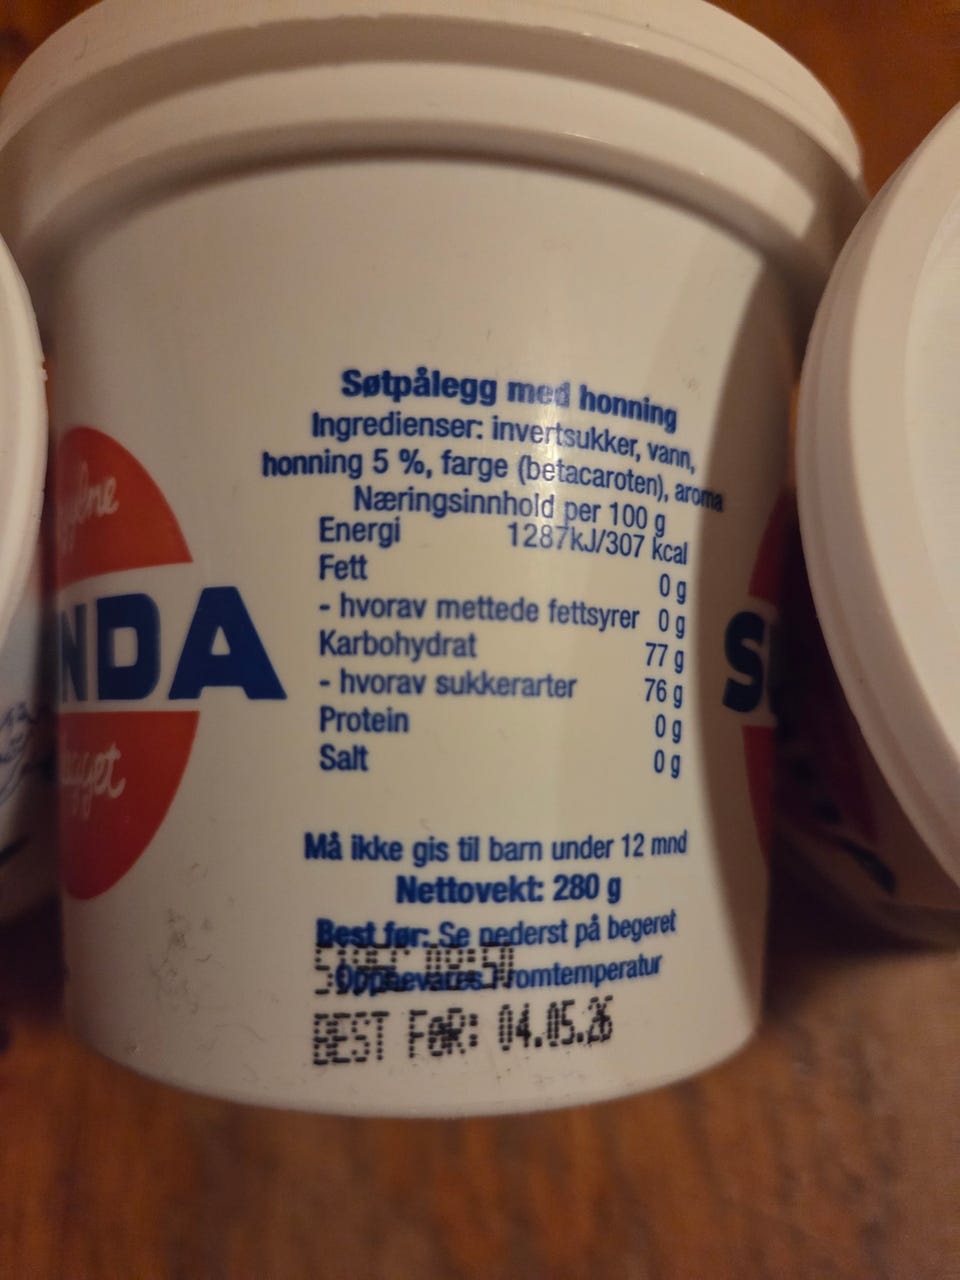 Søtpålegg med honning
Ingredienser: invertsukker, vann,
honning 5 %, farge (betacaroten), aroma
Næringsinnhold per 100 g
Energi 1287kJ/307 kcal
Fett 0 g
- hvorav mettede fettsyrer 0 g
Karbohydrat 77 g
- hvorav sukkerarter 76 g
Protein 0 g
Salt 0 g
NDA
Må ikke gis til barn under 12 mnd
Nettovekt: 280 g
Best før: Se nederst på begeret
Oppbevares romtemperatur
BEST FØR: 04.05.26